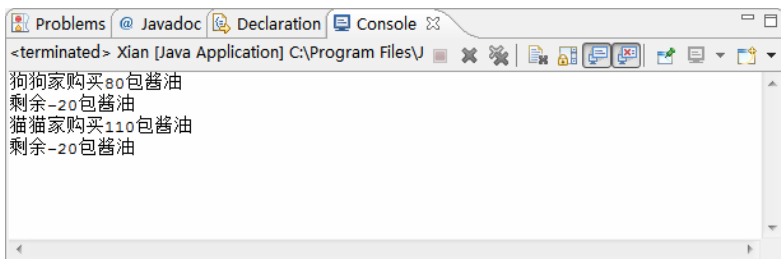 Problems @ Javadoc Declaration Console
<terminated> Xian [Java Application] C:\Program Files\J
狗狗家购买80包酱油
剩余-20包酱油
猫猫家购买110包酱油
剩余-20包酱油